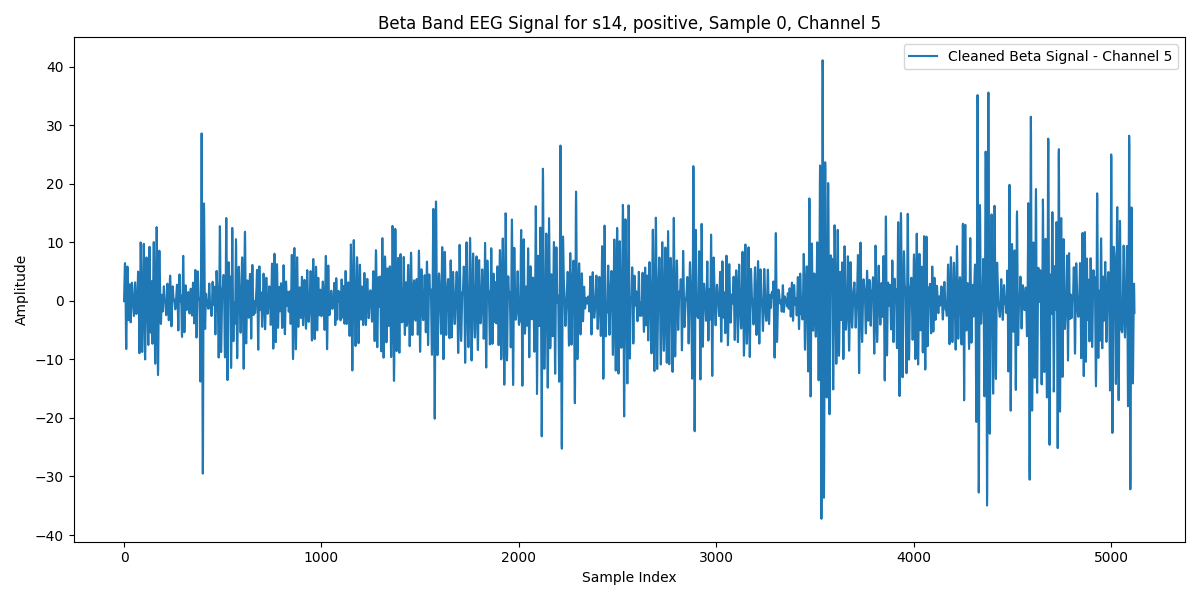 Beta Band EEG Signal for s14, positive, Sample 0, Channel 5
Cleaned Beta Signal - Channel 5
Amplitude
40
30
20
10
0
−10
−20
−30
−40
0 1000 2000 3000 4000 5000
Sample Index